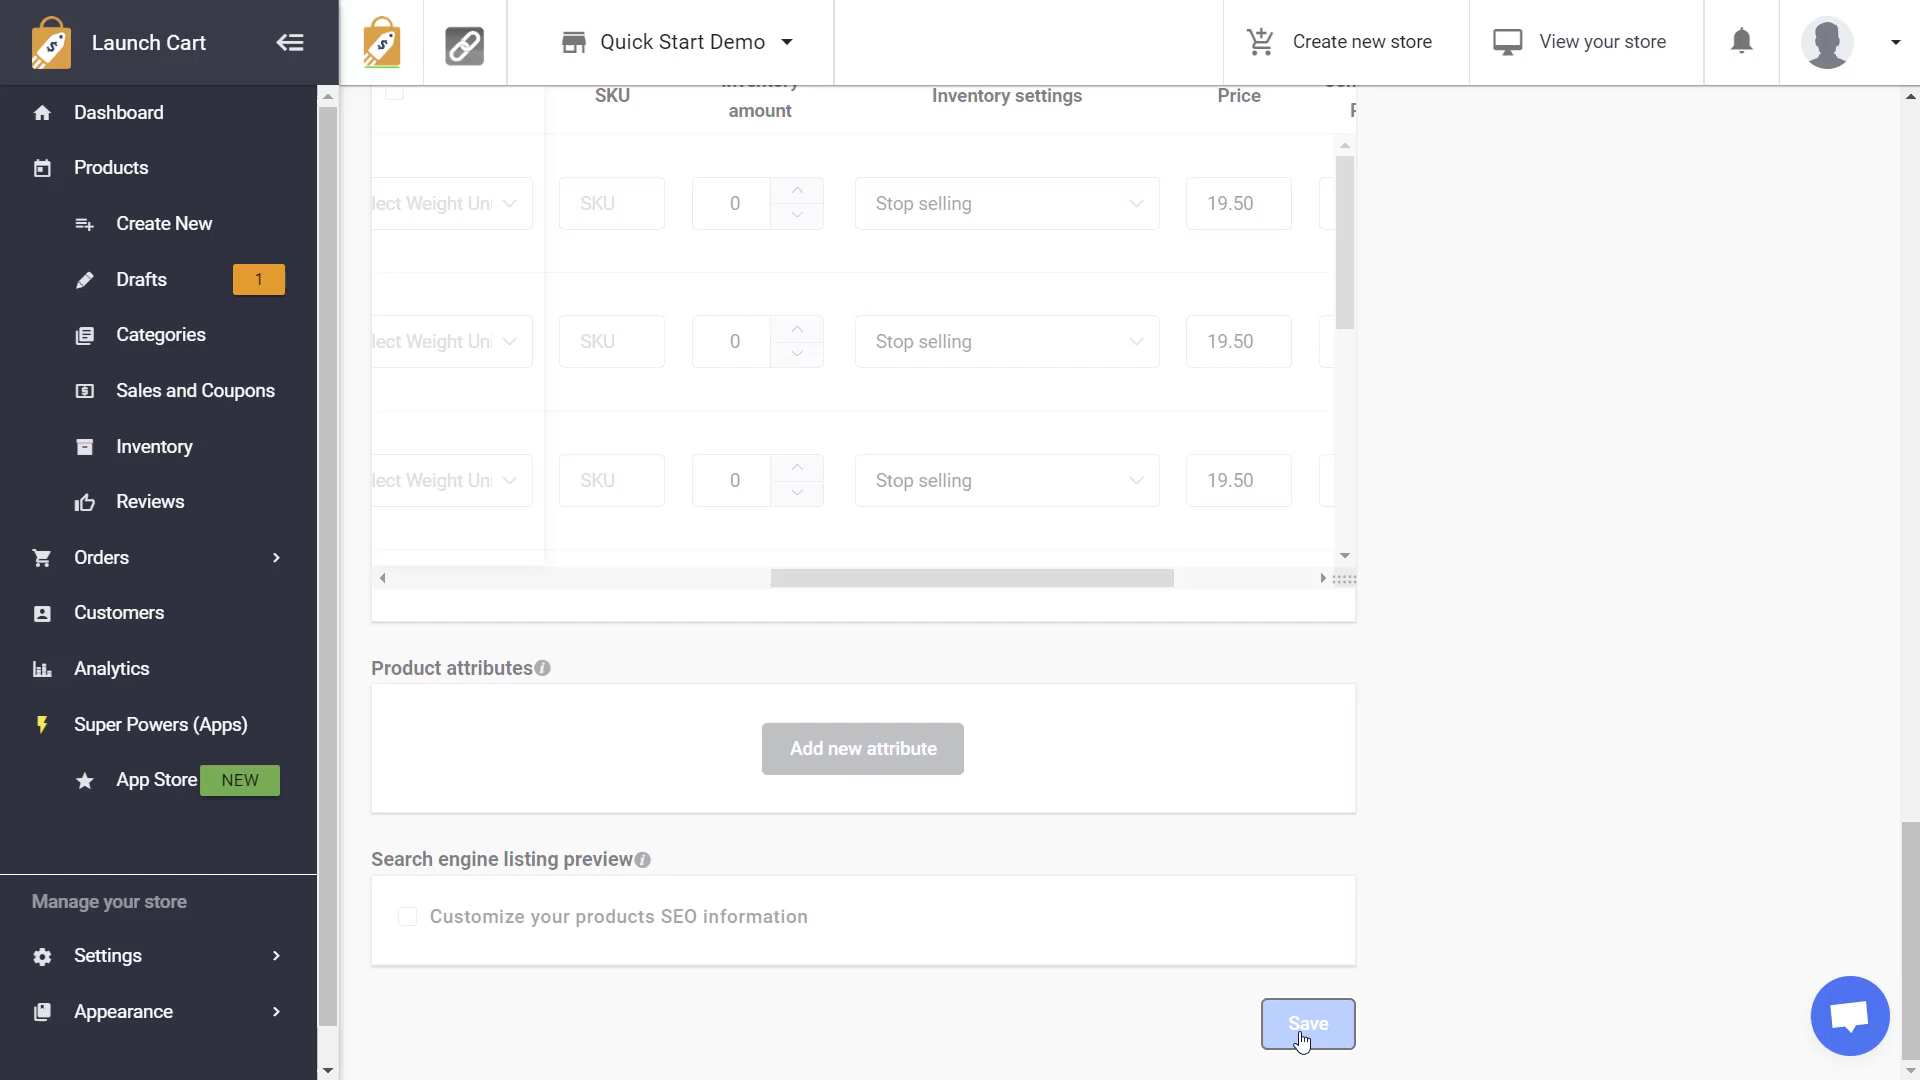 Launch Cart
Quick Start Demo
Create new store
View your store
Dashboard
Products
Create New
Drafts
1
Categories
Sales and Coupons
Inventory
Reviews
Orders
Customers
Analytics
Super Powers (Apps)
App Store NEW
Manage your store
Settings
Appearance
SKU
amount
Inventory settings
Price
lect Weight Uni
SKU
0
Stop selling
19.50
lect Weight Uni
SKU
0
Stop selling
19.50
lect Weight Uni
SKU
0
Stop selling
19.50
Product attributes
Add new attribute
Search engine listing preview
Customize your products SEO information
Save